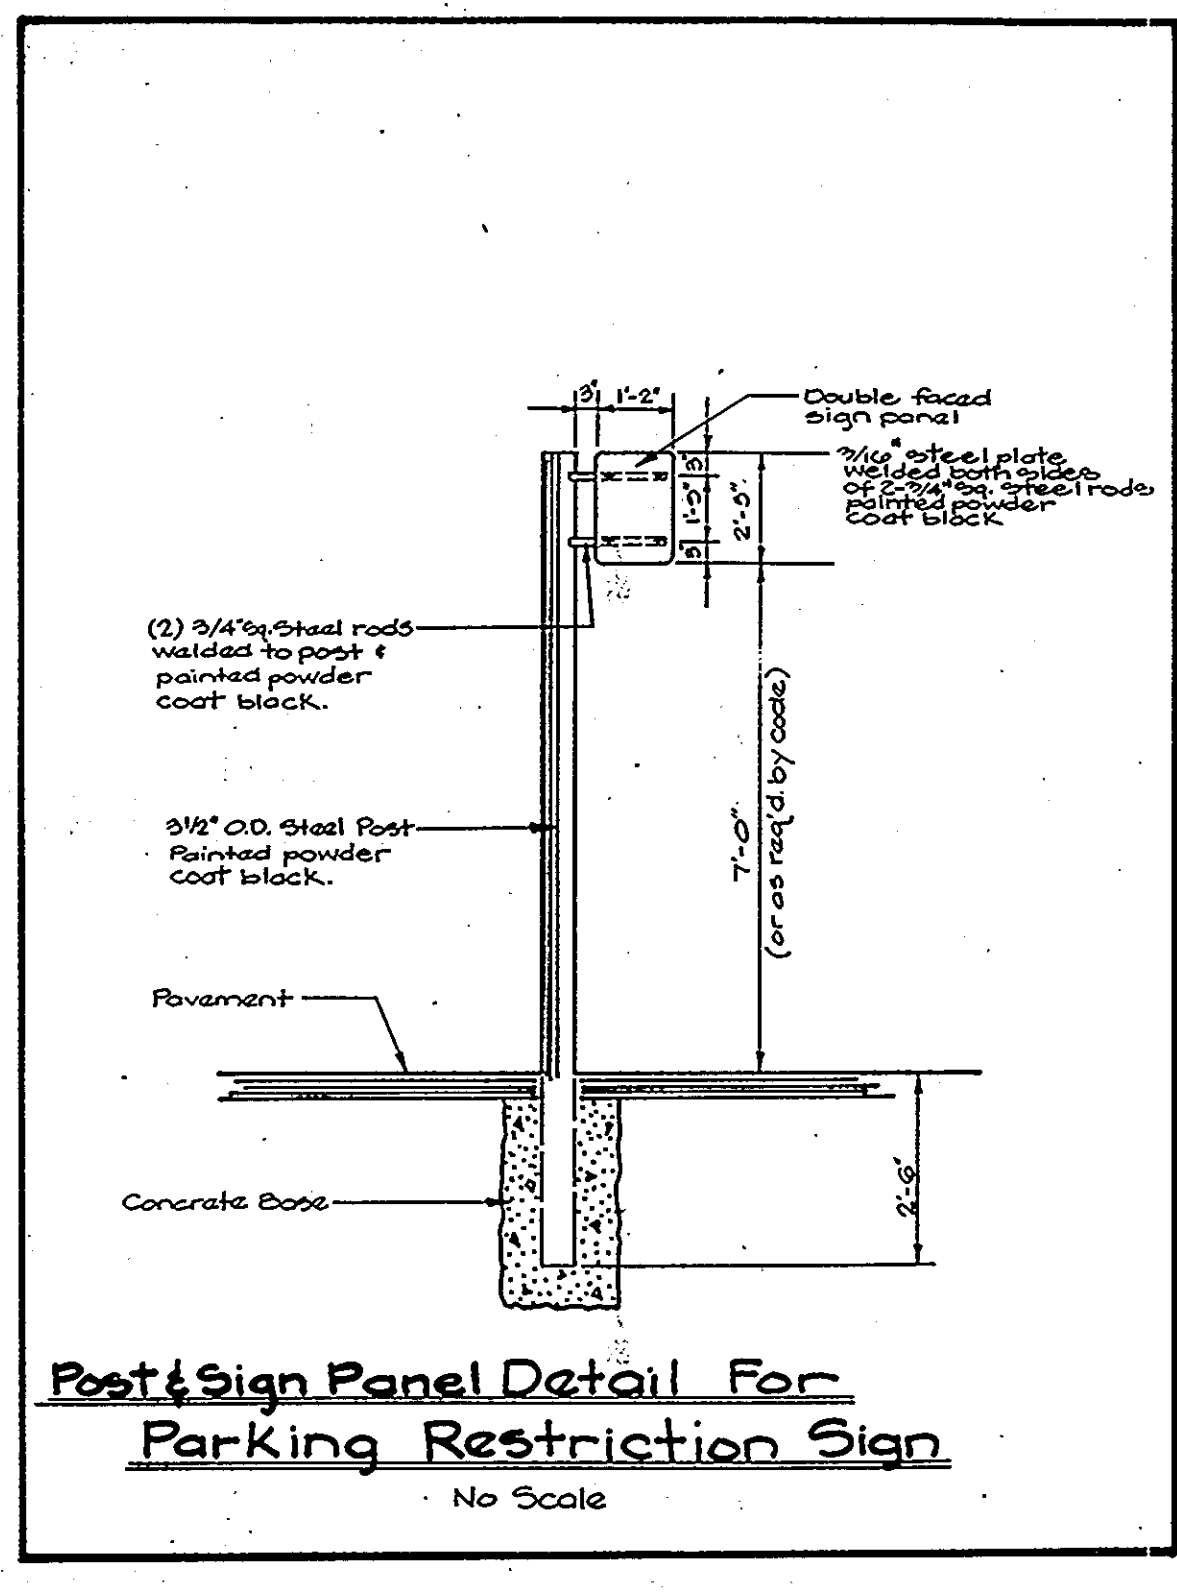 3" 1'-2"
Double faced
sign panel
3/16" steel plate
welded both sides
of 2-3/4" sq. steel rods
painted powder
coat black
3"
1'-5"
2'-5"
(2) 3/4" sq. Steel rods
welded to post &
painted powder
coat black.
7'-0"
(or as req'd. by code)
3 1/2" O.D. Steel Post
Painted powder
coat black.
Pavement
Concrete Base
2'-6"
Post & Sign Panel Detail For
Parking Restriction Sign
No Scale